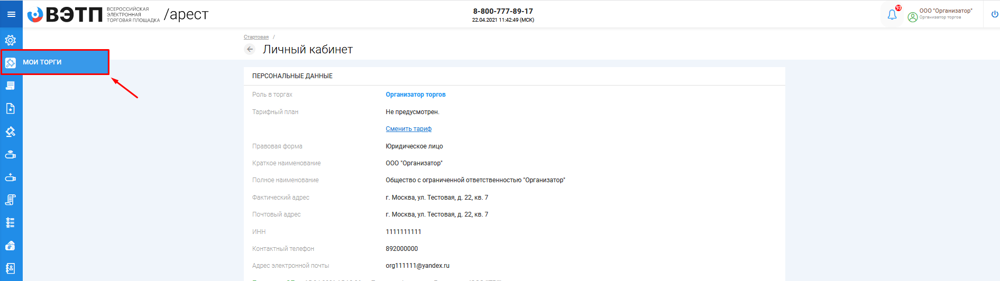 ВЭТП
ВСЕРОССИЙСКАЯ
ЭЛЕКТРОННАЯ
ТОРГОВАЯ ПЛОЩАДКА
/арест
8-800-777-89-17
22.04.2021 11:42:49 (МСК)
93
ООО "Организатор"
Организатор торгов
Стартовая /
Личный кабинет
МОИ ТОРГИ
ПЕРСОНАЛЬНЫЕ ДАННЫЕ
Роль в торгах Организатор торгов
Тарифный план Не предусмотрен.
Сменить тариф
Правовая форма Юридическое лицо
Краткое наименование ООО "Организатор"
Полное наименование Общество с ограниченной ответственностью "Организатор"
Фактический адрес г. Москва, ул. Тестовая, д. 22, кв. 7
Почтовый адрес г. Москва, ул. Тестовая, д. 22, кв. 7
ИНН 1111111111
Контактный телефон 892000000
Адрес электронной почты org111111@yandex.ru